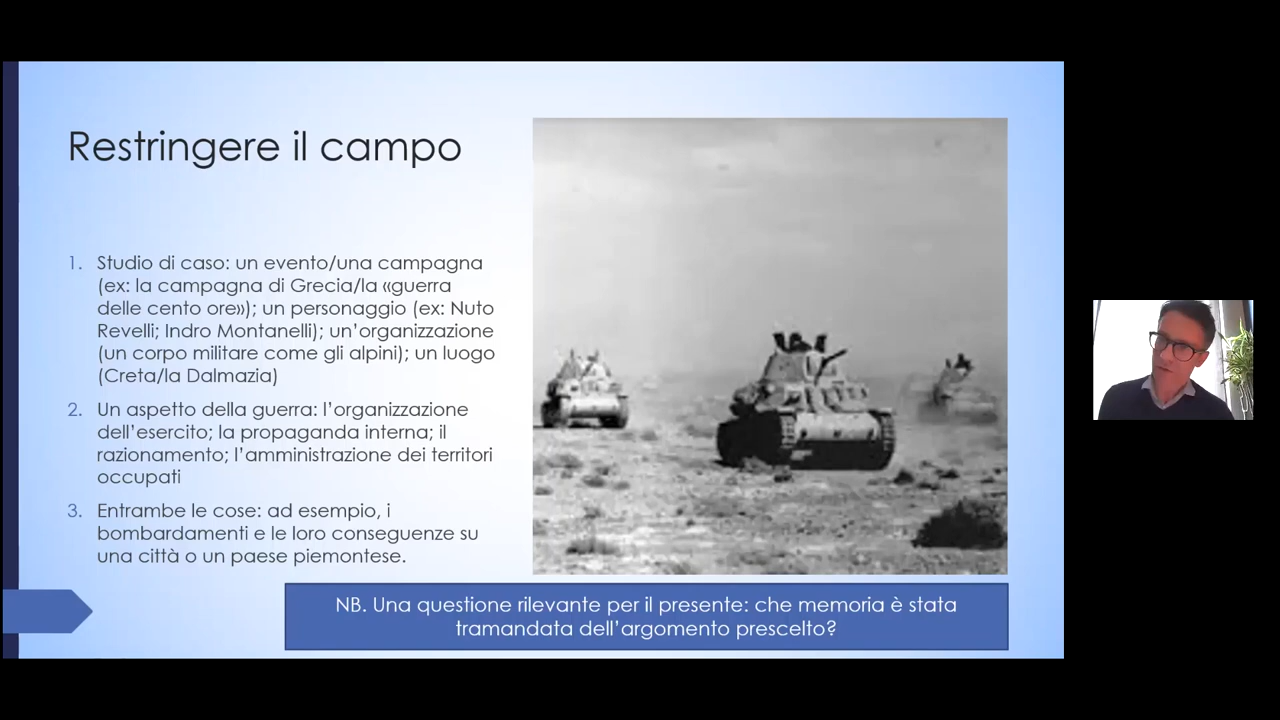 Restringere il campo
1. Studio di caso: un evento/una campagna
(ex: la campagna di Grecia/la «guerra
delle cento ore»); un personaggio (ex: Nuto
Revelli; Indro Montanelli); un'organizzazione
(un corpo militare come gli alpini); un luogo
(Creta/la Dalmazia)
2. Un aspetto della guerra: l'organizzazione
dell'esercito; la propaganda interna; il
razionamento; l'amministrazione dei territori
occupati
3. Entrambe le cose: ad esempio, i
bombardamenti e le loro conseguenze su
una città o un paese piemontese.
NB. Una questione rilevante per il presente: che memoria è stata
tramandata dell'argomento prescelto?